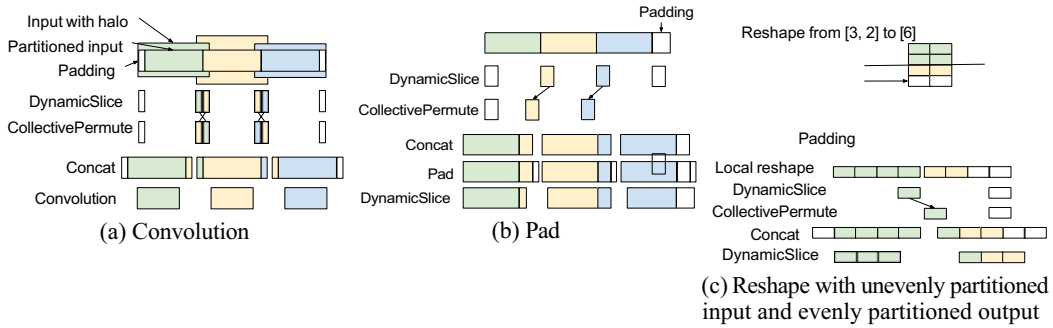 Input with halo
Partitioned input
Padding
DynamicSlice
CollectivePermute
Concat
Convolution
(a) Convolution
Padding
DynamicSlice
CollectivePermute
Concat
Pad
DynamicSlice
(b) Pad
Reshape from [3, 2] to [6]
Padding
Local reshape
DynamicSlice
CollectivePermute
Concat
DynamicSlice
(c) Reshape with unevenly partitioned
input and evenly partitioned output